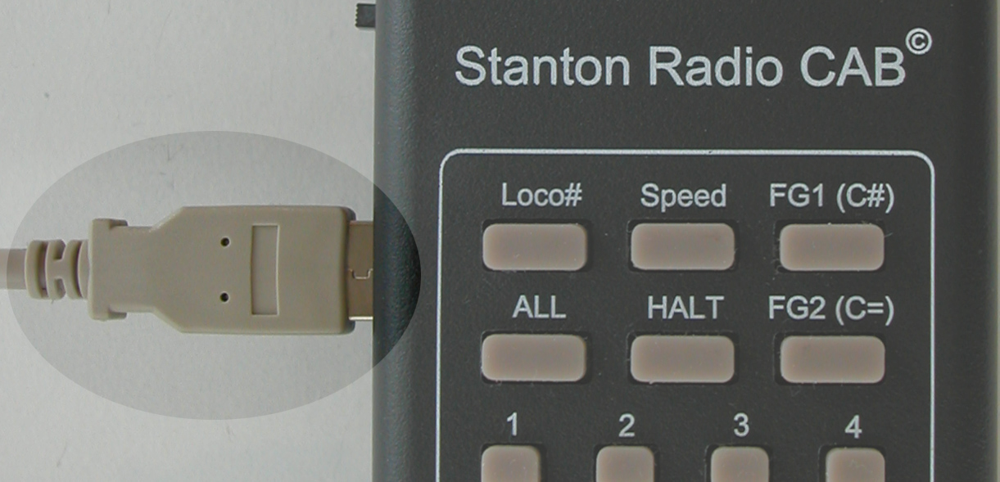 Stanton Radio CAB©
Loco# Speed FG1 (C#)
ALL HALT FG2 (C=)
1 2 3 4